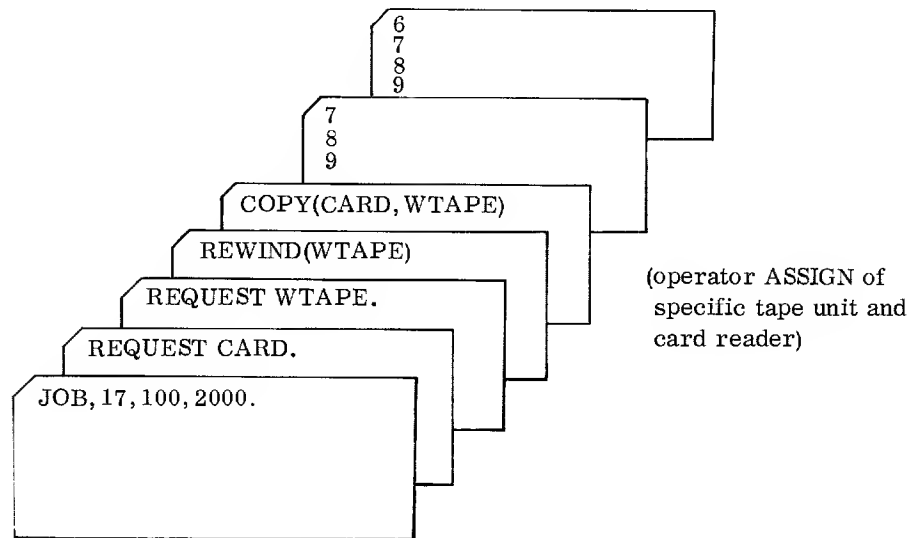 6
7
8
9
7
8
9
COPY(CARD, WTAPE)
REWIND(WTAPE)
REQUEST WTAPE.
REQUEST CARD.
JOB, 17, 100, 2000.
(operator ASSIGN of
specific tape unit and
card reader)